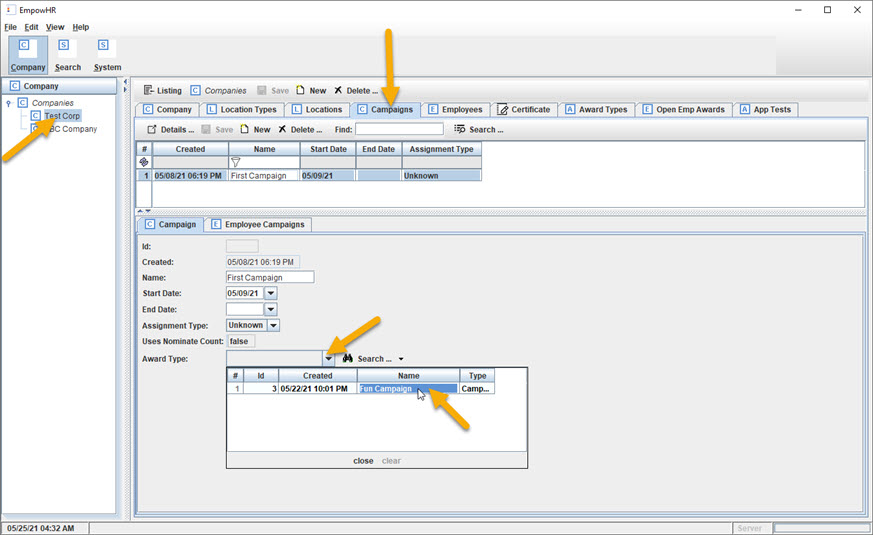 EmpowHR
File Edit View Help
C S S
Company Search System
C Company
C Companies
C Test Corp
BC Company
Listing C Companies Save New Delete ...
C Company L Location Types L Locations C Campaigns E Employees Certificate A Award Types E Open Emp Awards A App Tests
Details ... Save New Delete ... Find: Search ...
# Created Name Start Date End Date Assignment Type
1 05/08/21 06:19 PM First Campaign 05/09/21 Unknown
C Campaign E Employee Campaigns
Id:
Created: 05/08/21 06:19 PM
Name: First Campaign
Start Date: 05/09/21
End Date:
Assignment Type: Unknown
Uses Nominate Count: false
Award Type: Search ...
# Id Created Name Type
1 3 05/22/21 10:01 PM Fun Campaign Camp...
close clear
05/25/21 04:32 AM Server